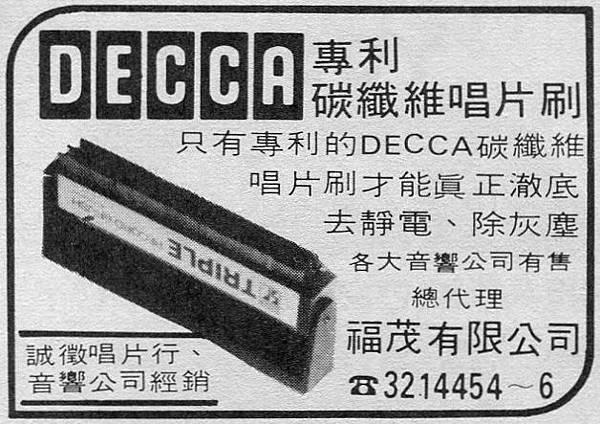 DECCA
專利
碳纖維唱片刷
只有專利的DECCA碳纖維
唱片刷才能眞正澈底
去靜電、除灰塵
各大音響公司有售
總代理
福茂有限公司
☎3214454～6
TRIPLE
誠徵唱片行、
音響公司經銷